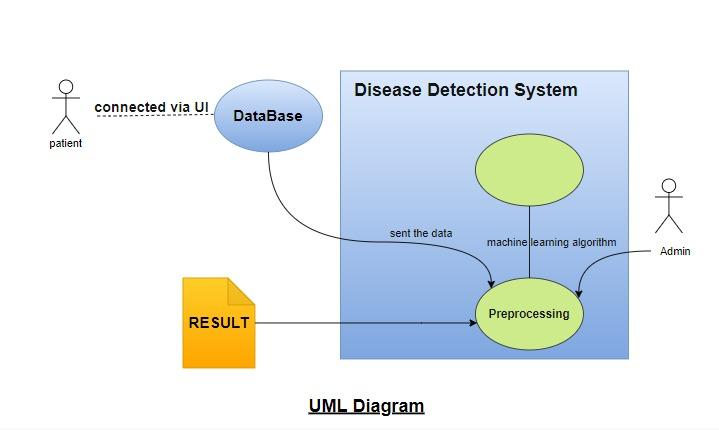 Disease Detection System
connected via UI
DataBase
patient
sent the data
machine learning algorithm
Admin
RESULT
Preprocessing
UML Diagram